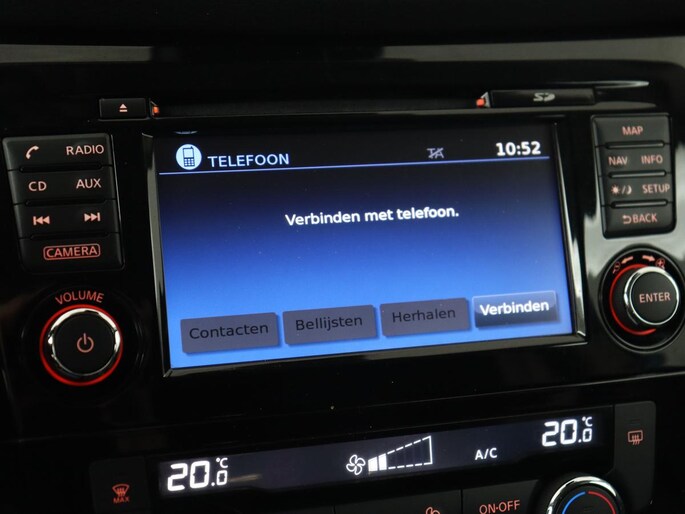 RADIO
CD AUX
CAMERA
VOLUME
TELEFOON
TA
10:52
Verbinden met telefoon.
Contacten Bellijsten Herhalen Verbinden
MAP
NAV INFO
SETUP
BACK
ENTER
MAX
20.0 °C
A/C
20.0 °C
ON·OFF